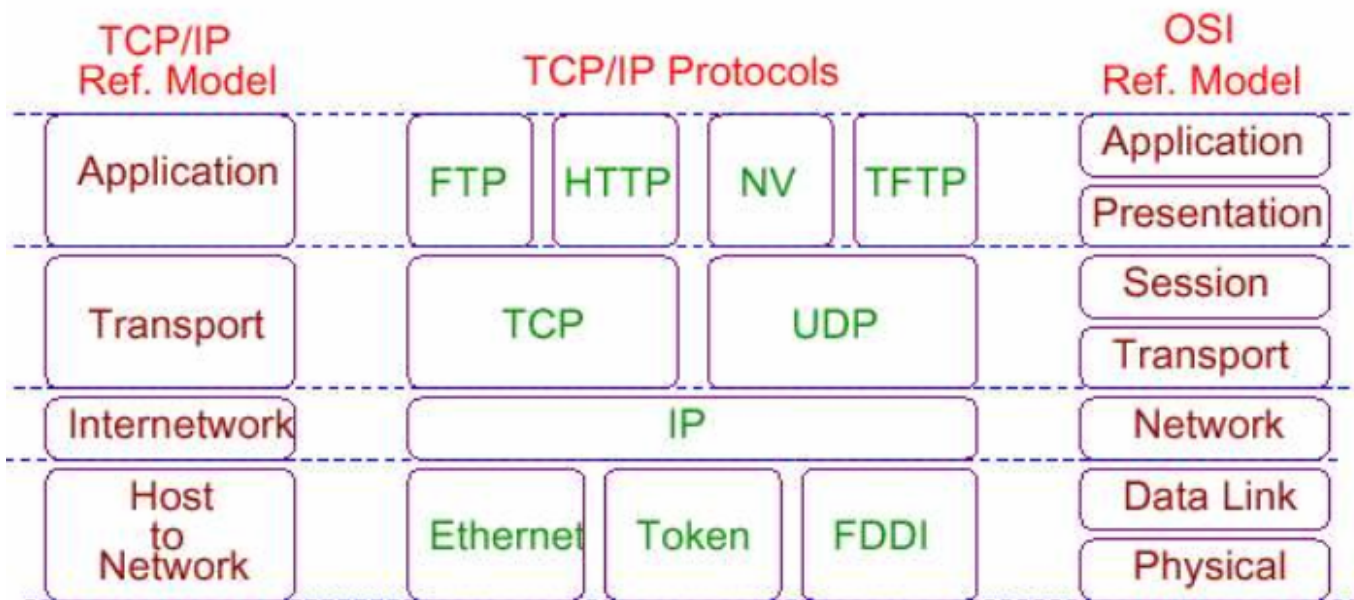 TCP/IP
Ref. Model
TCP/IP Protocols
OSI
Ref. Model
Application
FTP
HTTP
NV
TFTP
Application
Presentation
Transport
TCP
UDP
Session
Transport
Internetwork
IP
Network
Host
to
Network
Ethernet
Token
FDDI
Data Link
Physical